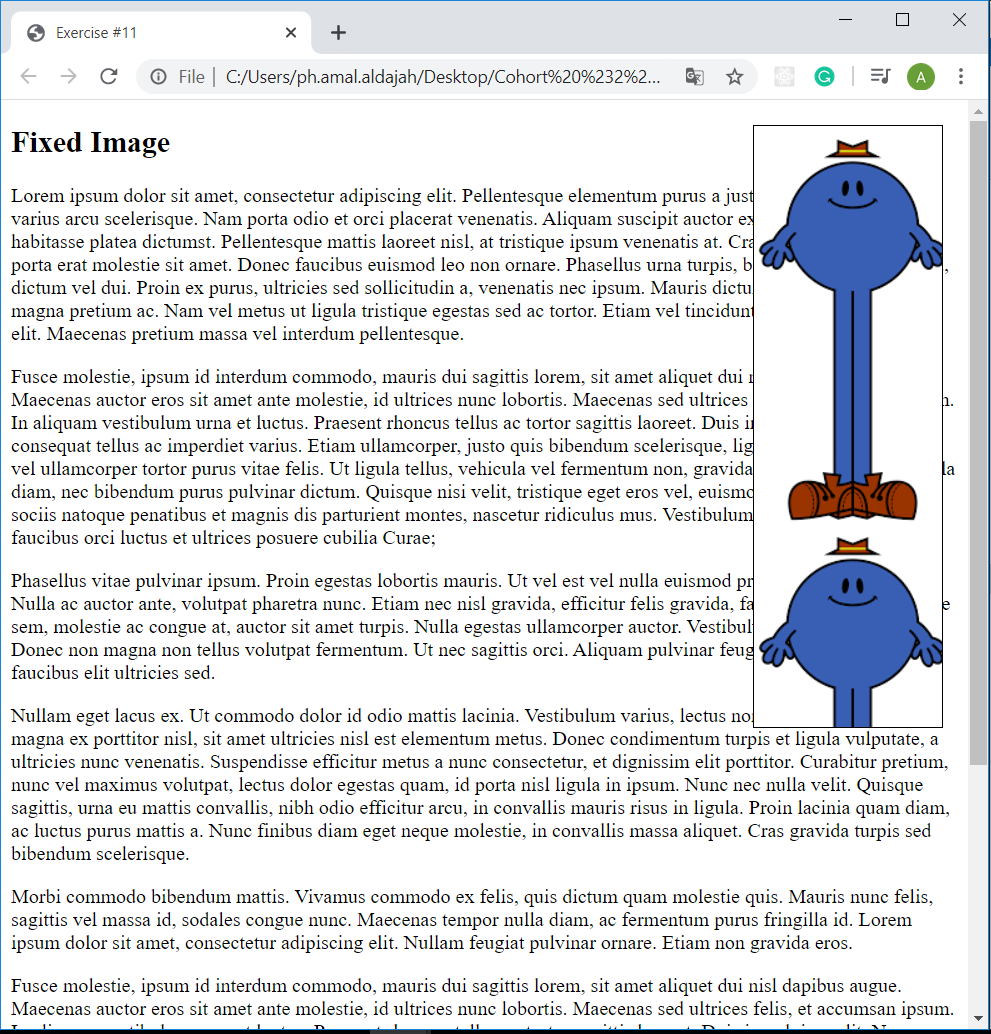 Exercise #11
File | C:/Users/ph.amal.aldajah/Desktop/Cohort%20%232%2...
A
Fixed Image
Lorem ipsum dolor sit amet, consectetur adipiscing elit. Pellentesque elementum purus a just
varius arcu scelerisque. Nam porta odio et orci placerat venenatis. Aliquam suscipit auctor ex
habitasse platea dictumst. Pellentesque mattis laoreet nisl, at tristique ipsum venenatis at. Cra
porta erat molestie sit amet. Donec faucibus euismod leo non ornare. Phasellus urna turpis, b
dictum vel dui. Proin ex purus, ultricies sed sollicitudin a, venenatis nec ipsum. Mauris dictu
magna pretium ac. Nam vel metus ut ligula tristique egestas sed ac tortor. Etiam vel tincidunt
elit. Maecenas pretium massa vel interdum pellentesque.
Fusce molestie, ipsum id interdum commodo, mauris dui sagittis lorem, sit amet aliquet dui
Maecenas auctor eros sit amet ante molestie, id ultrices nunc lobortis. Maecenas sed ultrices n.
In aliquam vestibulum urna et luctus. Praesent rhoncus tellus ac tortor sagittis laoreet. Duis i
consequat tellus ac imperdiet varius. Etiam ullamcorper, justo quis bibendum scelerisque, lig
vel ullamcorper tortor purus vitae felis. Ut ligula tellus, vehicula vel fermentum non, gravida la
diam, nec bibendum purus pulvinar dictum. Quisque nisi velit, tristique eget eros vel, euismo
sociis natoque penatibus et magnis dis parturient montes, nascetur ridiculus mus. Vestibulum
faucibus orci luctus et ultrices posuere cubilia Curae;
Phasellus vitae pulvinar ipsum. Proin egestas lobortis mauris. Ut vel est vel nulla euismod pr
Nulla ac auctor ante, volutpat pharetra nunc. Etiam nec nisl gravida, efficitur felis gravida, fa e
sem, molestie ac congue at, auctor sit amet turpis. Nulla egestas ullamcorper auctor. Vestibul
Donec non magna non tellus volutpat fermentum. Ut nec sagittis orci. Aliquam pulvinar feug
faucibus elit ultricies sed.
Nullam eget lacus ex. Ut commodo dolor id odio mattis lacinia. Vestibulum varius, lectus no
magna ex porttitor nisl, sit amet ultricies nisl est elementum metus. Donec condimentum turpis et ligula vulputate, a
ultricies nunc venenatis. Suspendisse efficitur metus a nunc consectetur, et dignissim elit porttitor. Curabitur pretium,
nunc vel maximus volutpat, lectus dolor egestas quam, id porta nisl ligula in ipsum. Nunc nec nulla velit. Quisque
sagittis, urna eu mattis convallis, nibh odio efficitur arcu, in convallis mauris risus in ligula. Proin lacinia quam diam,
ac luctus purus mattis a. Nunc finibus diam eget neque molestie, in convallis massa aliquet. Cras gravida turpis sed
bibendum scelerisque.
Morbi commodo bibendum mattis. Vivamus commodo ex felis, quis dictum quam molestie quis. Mauris nunc felis,
sagittis vel massa id, sodales congue nunc. Maecenas tempor nulla diam, ac fermentum purus fringilla id. Lorem
ipsum dolor sit amet, consectetur adipiscing elit. Nullam feugiat pulvinar ornare. Etiam non gravida eros.
Fusce molestie, ipsum id interdum commodo, mauris dui sagittis lorem, sit amet aliquet dui nisl dapibus augue.
Maecenas auctor eros sit amet ante molestie, id ultrices nunc lobortis. Maecenas sed ultrices felis, et accumsan ipsum.